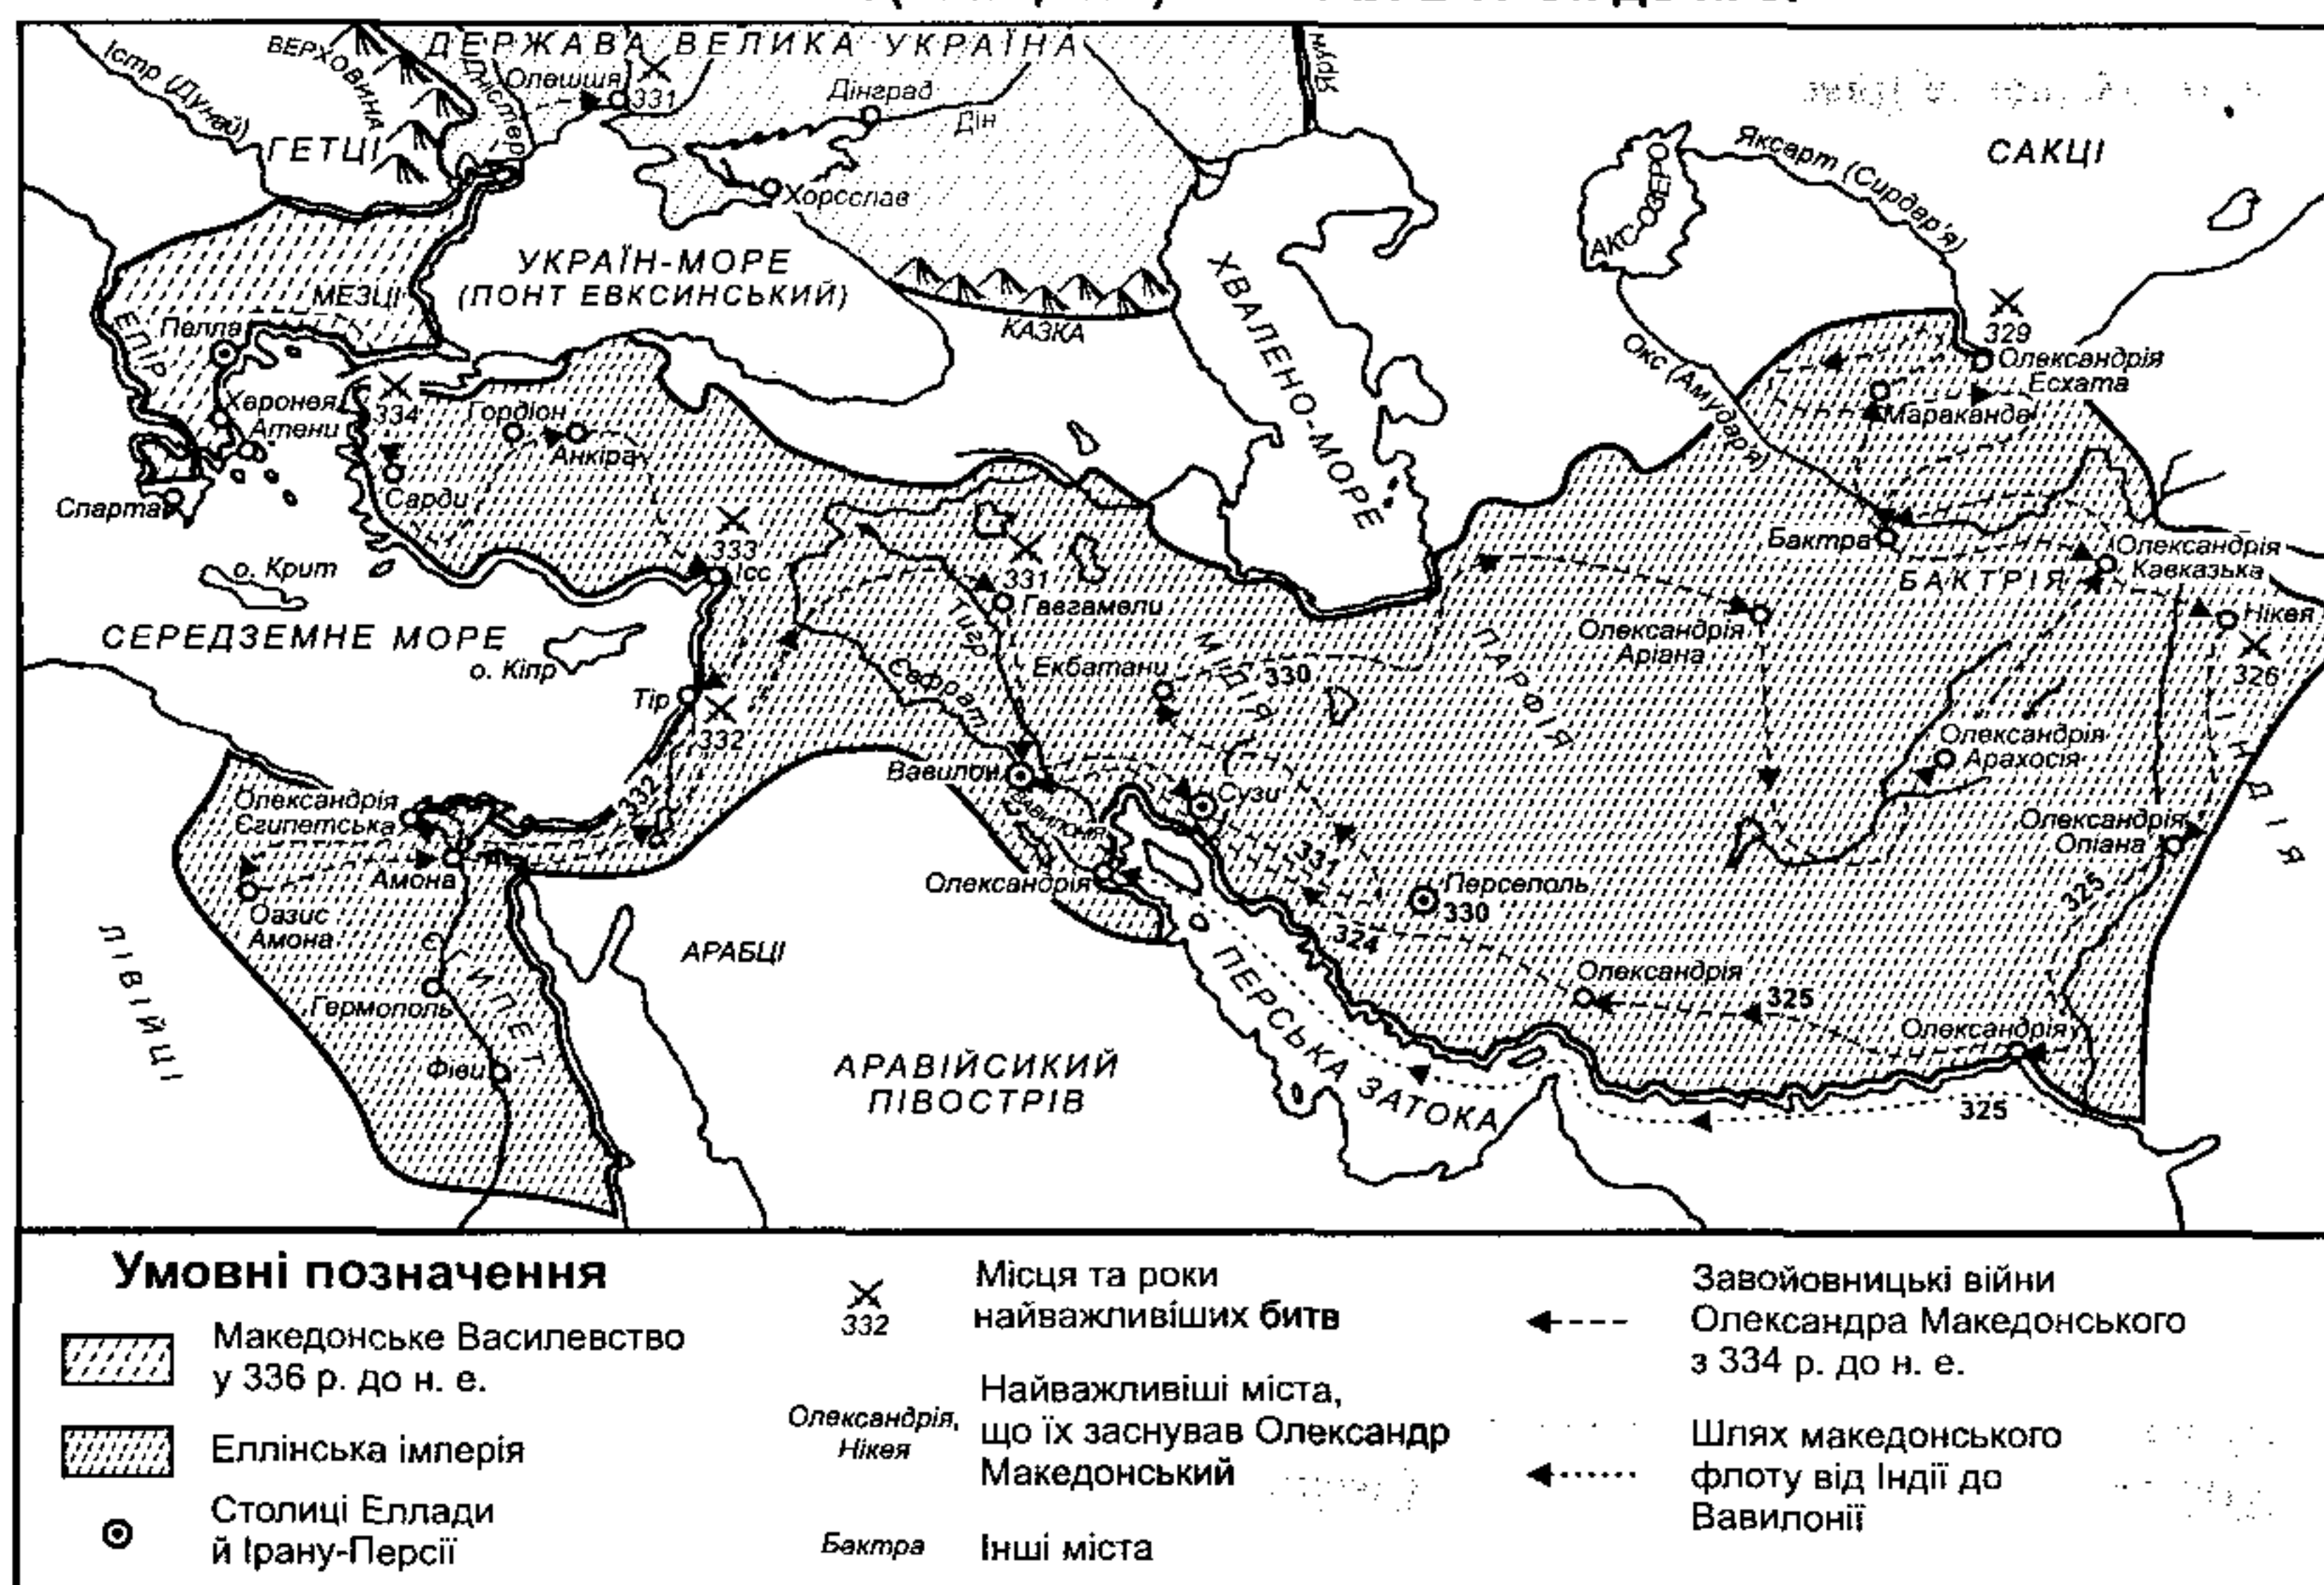 ДЕРЖАВА ВЕЛИКА УКРАЇНА
Істр (Дунай)
ВЕРХОВИНА
Дністер
Олешшя
331
Дінград
Дін
Ярун
ГЕТЦІ
Хорсслав
САКЦІ
Яксарт (Сирдар'я)
АКС-ОЗЕРО
УКРАЇН-МОРЕ
(ПОНТ ЕВКСИНСЬКИЙ)
КАЗКА
ХВАЛЕНО-МОРЕ
МЕЗЦІ
ЕПІР
Пелла
329
Олександрія
Есхата
Мараканда
Окс (Амударя)
Херонея
Атени
334
Гордіон
Анкіра
Сарди
Спарта
333
Ісс
331
Гавгамели
Бактра
БАКТРІЯ
Олександрія
Кавказька
Нікея
326
о. Крит
СЕРЕДЗЕМНЕ МОРЕ
о. Кіпр
Тигр
Євфрат
Екбатани
МІДІЯ
330
ПАРФІЯ
Олександрія
Аріана
Тір
332
332
Вавилон
ВАВИЛОНІЯ
Сузи
Олександрія
Арахосія
ІНДІЯ
Олександрія
Єгипетська
Амона
Оазис
Амона
Олександрія
331
Персеполь
330
324
Олександрія
Опіана
325
ЛІВІЙЦІ
ЄГИПЕТ
Гермополь
Фіви
АРАБЦІ
АРАВІЙСИКИЙ
ПІВОСТРІВ
ПЕРСЬКА ЗАТОКА
Олександрія
325
Олександрія
325
Умовні позначення
Македонське Василевство
у 336 р. до н. е.
Еллінська імперія
Столиці Еллади
й Ірану-Персії
332
Місця та роки
найважливіших битв
Олександрія,
Нікея
Найважливіші міста,
що їх заснував Олександр
Македонський
Бактра
Інші міста
Завойовницькі війни
Олександра Македонського
з 334 р. до н. е.
Шлях македонського
флоту від Індії до
Вавилонії